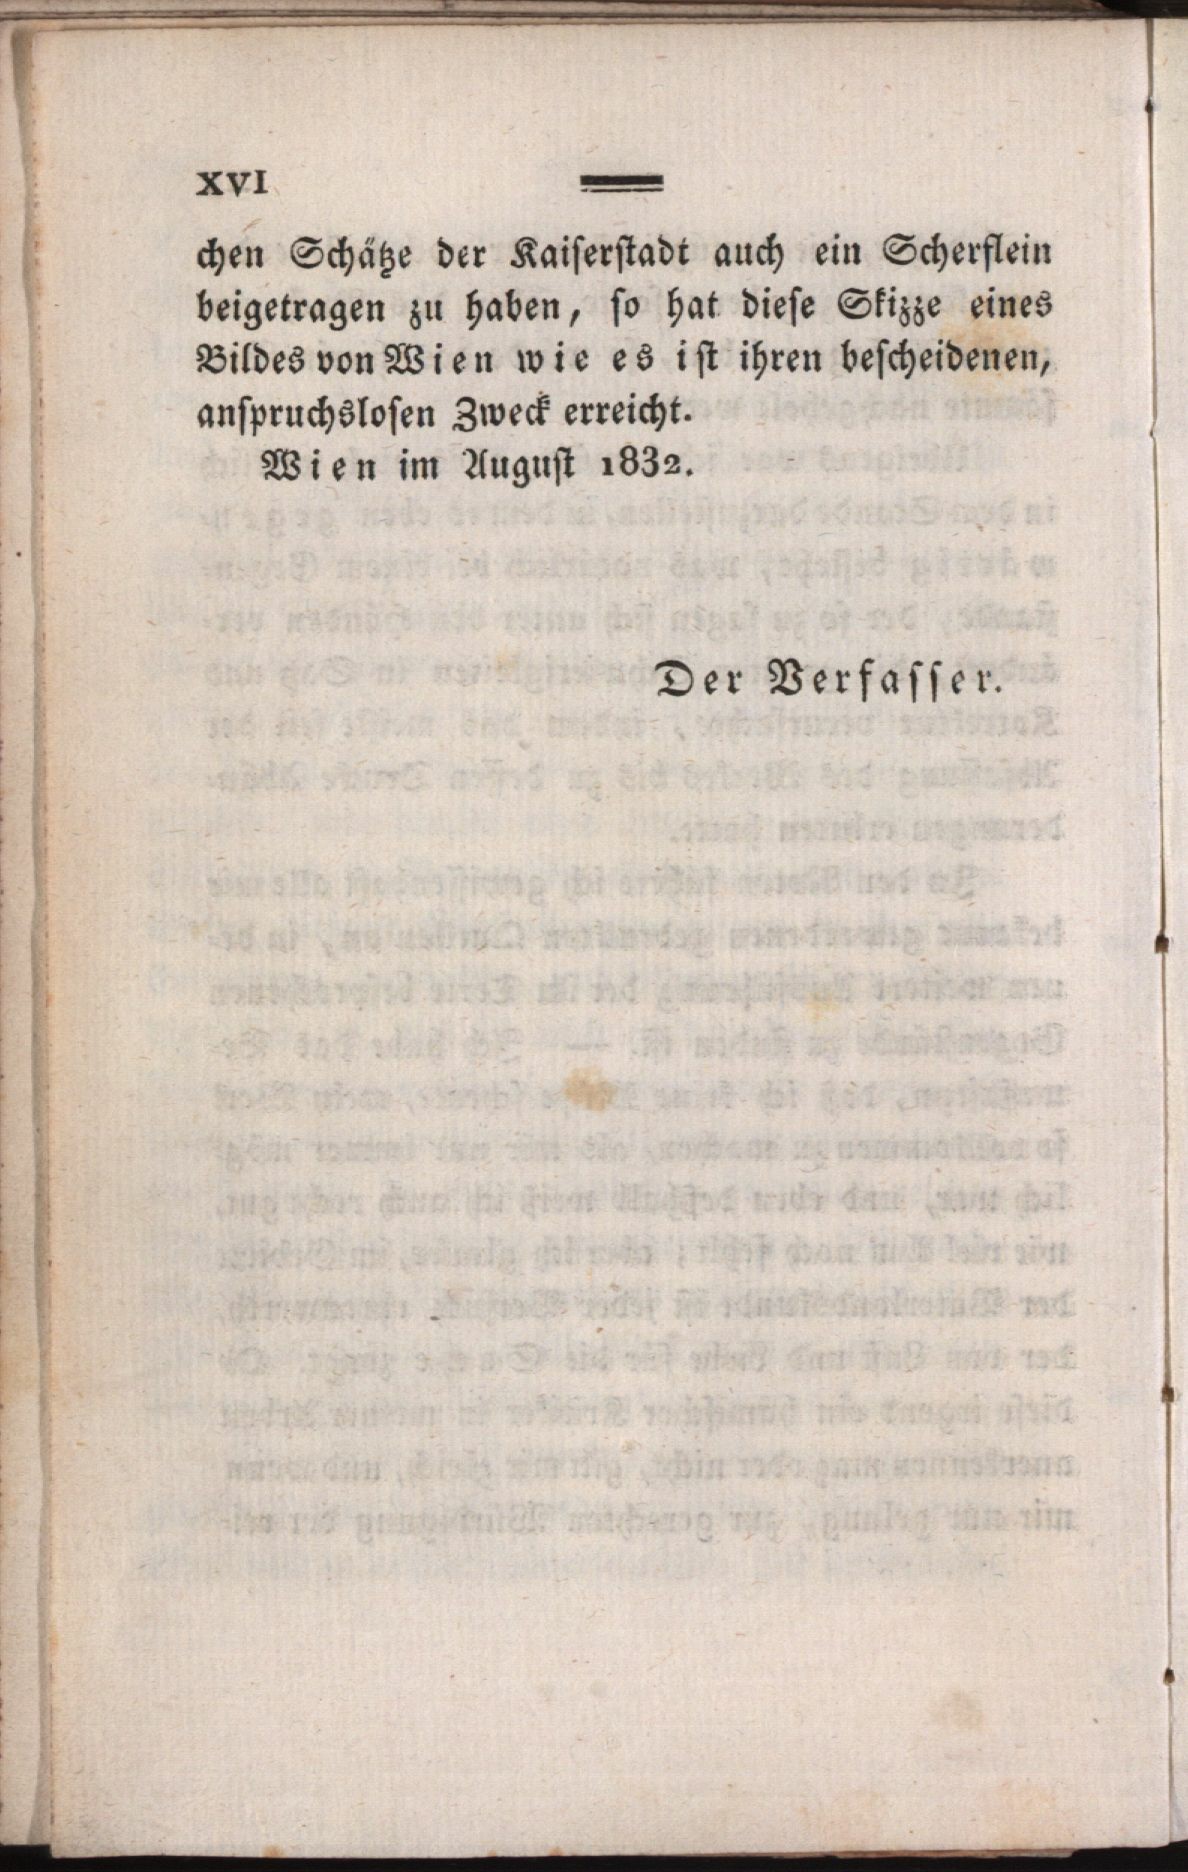 XVI
chen Schätze der Kaiserstadt auch ein Scherflein
beigetragen zu haben, so hat diese Skizze eines
Bildes von Wien wie es ist ihren bescheidenen,
anspruchslosen Zweck erreicht.
Wien im August 1832.
Der Verfasser.